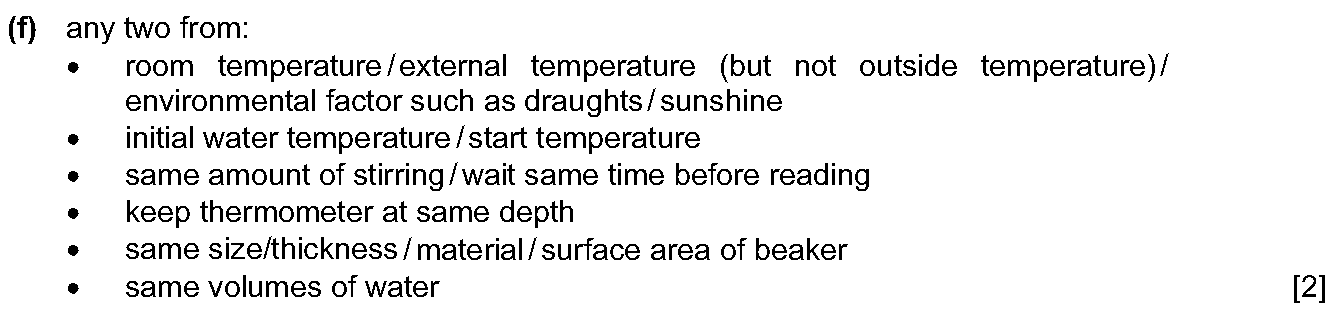 (f) any two from:
• room temperature / external temperature (but not outside temperature) /
environmental factor such as draughts / sunshine
• initial water temperature / start temperature
• same amount of stirring / wait same time before reading
• keep thermometer at same depth
• same size/thickness / material / surface area of beaker
• same volumes of water [2]